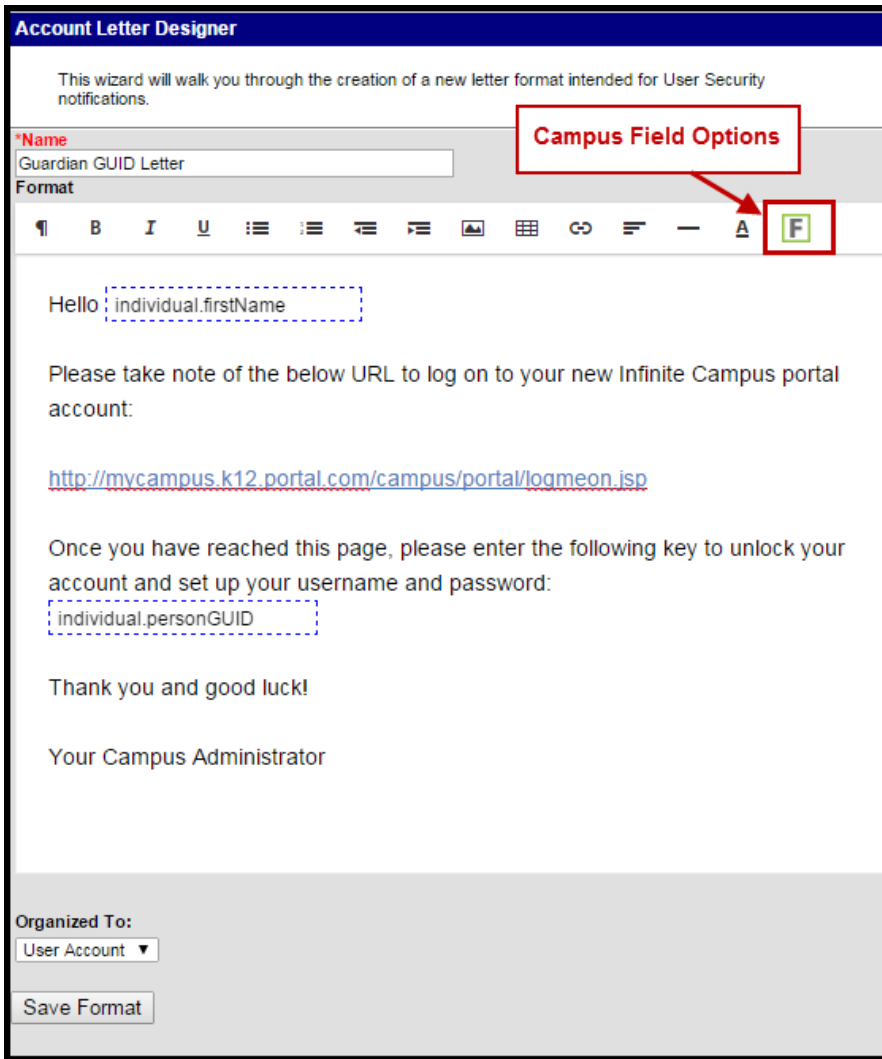 Account Letter Designer
This wizard will walk you through the creation of a new letter format intended for User Security
notifications.
*Name
Campus Field Options
Guardian GUID Letter
Format
¶ B I U A F
Hello individual.firstName
Please take note of the below URL to log on to your new Infinite Campus portal
account:
http://mycampus.k12.portal.com/campus/portal/logmeon.jsp
Once you have reached this page, please enter the following key to unlock your
account and set up your username and password:
individual.personGUID
Thank you and good luck!
Your Campus Administrator
Organized To:
User Account ▼
Save Format